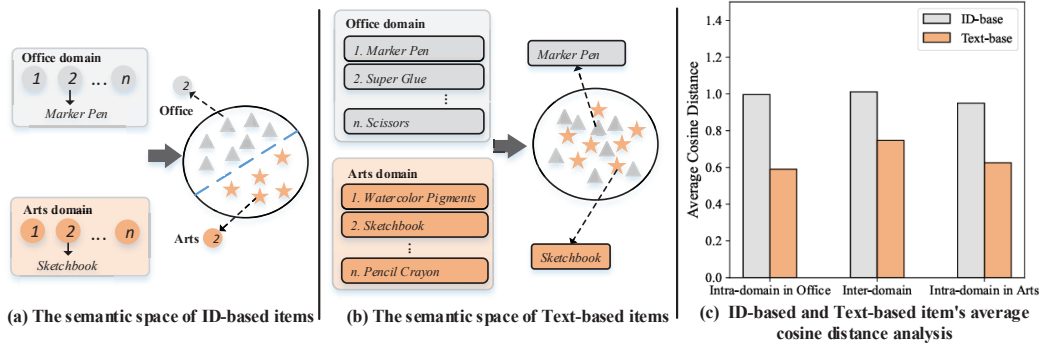 Office domain
1 2 ... n
Marker Pen
2
Office
Arts domain
1 2 ... n
Sketchbook
Arts
2
(a) The semantic space of ID-based items
Office domain
1. Marker Pen
2. Super Glue
...
n. Scissors
Arts domain
1. Watercolor Pigments
2. Sketchbook
...
n. Pencil Crayon
Marker Pen
Sketchbook
(b) The semantic space of Text-based items
ID-base
Text-base
Average Cosine Distance
1.4
1.2
1.0
0.8
0.6
0.4
0.2
0.0
Intra-domain in Office Inter-domain Intra-domain in Arts
(c) ID-based and Text-based item's average
cosine distance analysis